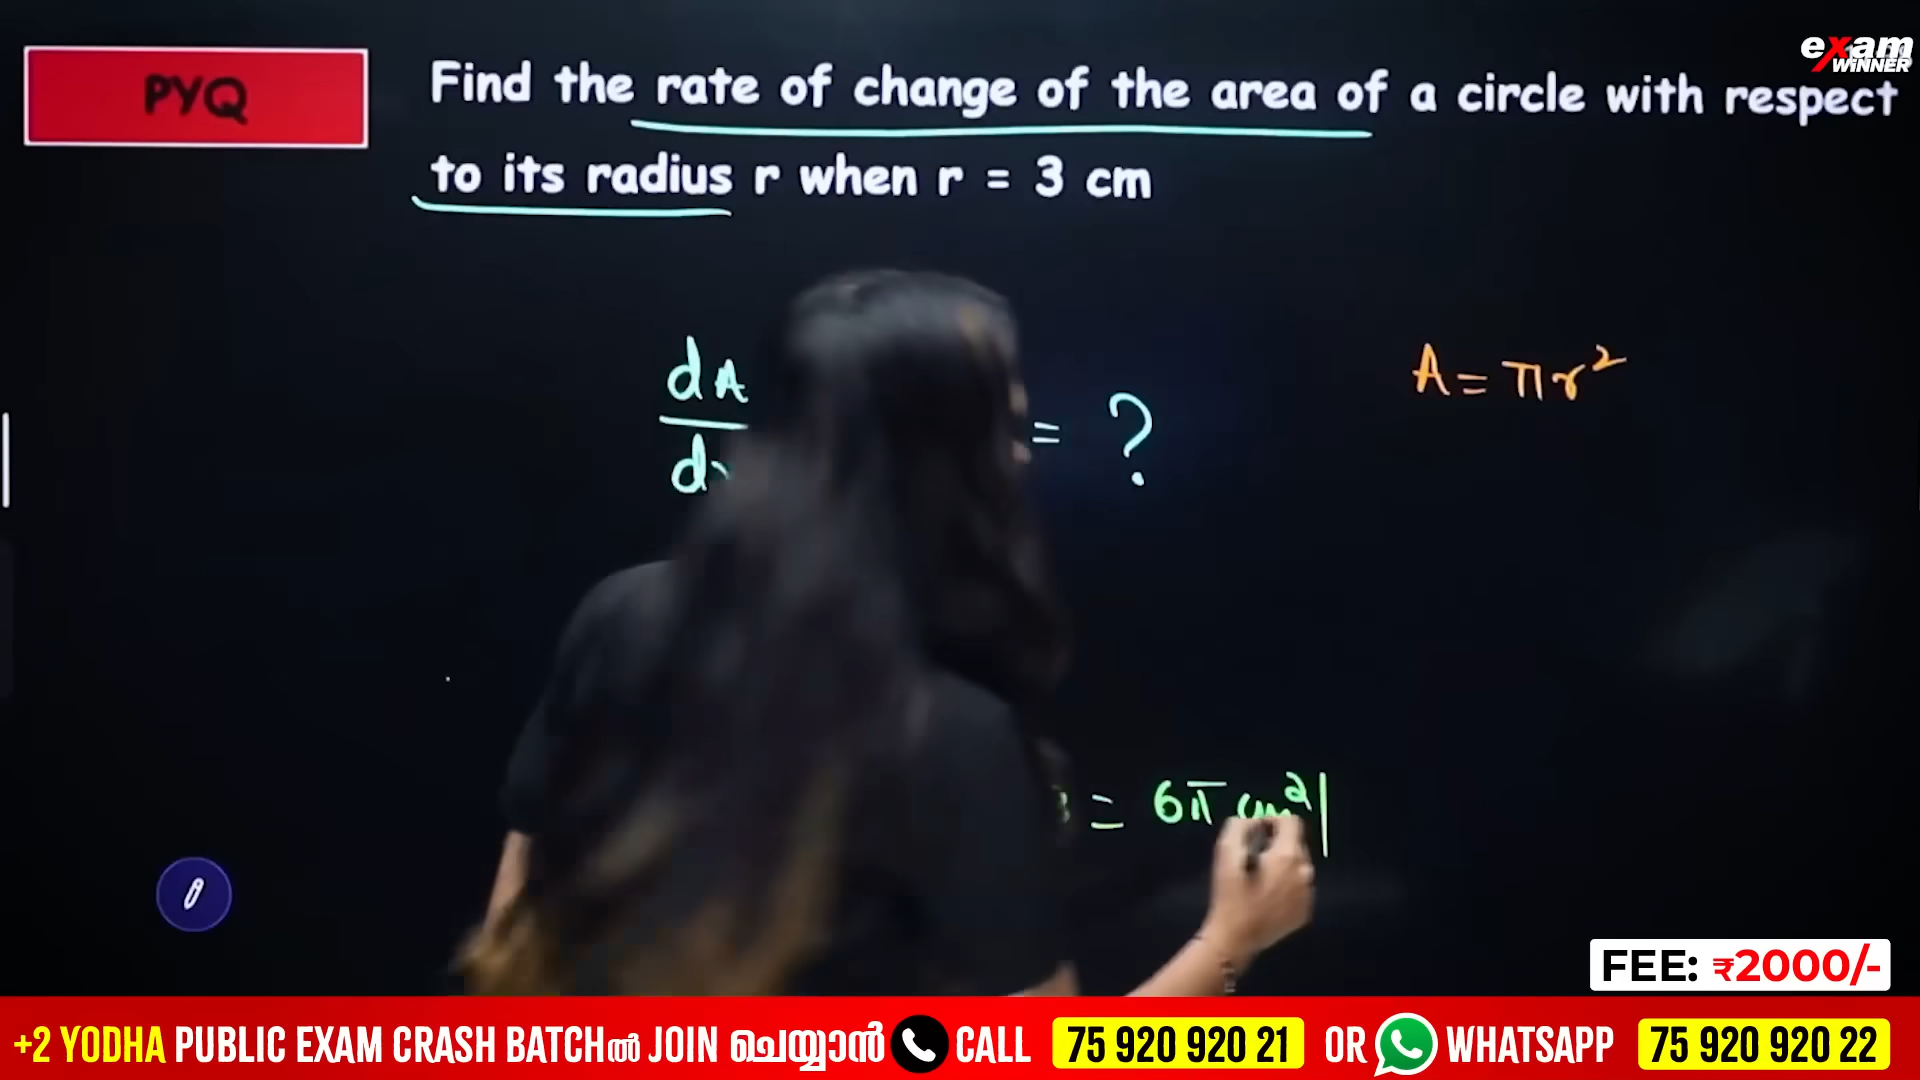 exam
WINNER
PYQ
Find the rate of change of the area of a circle with respect
to its radius r when r = 3 cm
dA
d
= ?
A = πr²
= 6π cm² |
FEE: ₹2000/-
+2 YODHA PUBLIC EXAM CRASH BATCHൽ JOIN ചെയ്യാൻ CALL 75 920 920 21 OR WHATSAPP 75 920 920 22